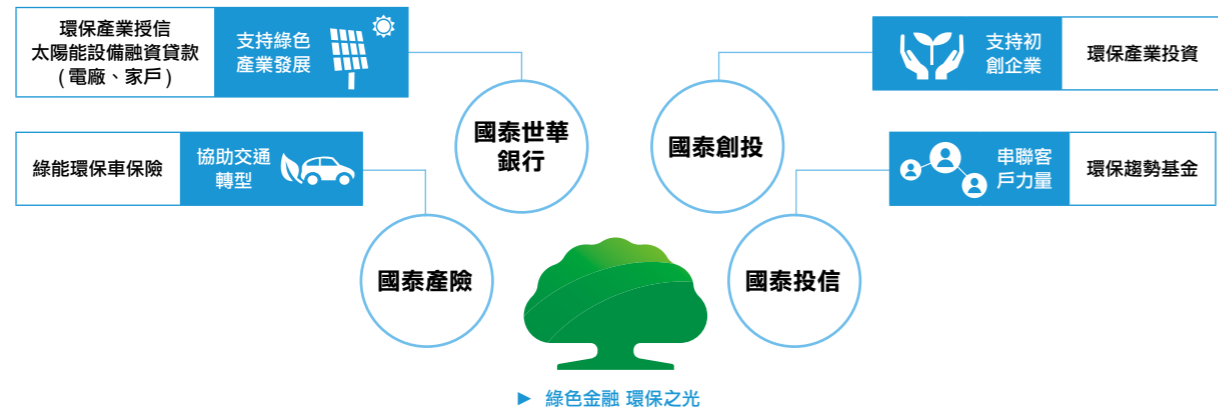 環保產業授信
太陽能設備融資貸款
( 電廠、家戶 )
支持綠色
產業發展
國泰世華
銀行
綠能環保車保險
協助交通
轉型
國泰產險
支持初
創企業
環保產業投資
國泰創投
串聯客
戶力量
環保趨勢基金
國泰投信
► 綠色金融 環保之光